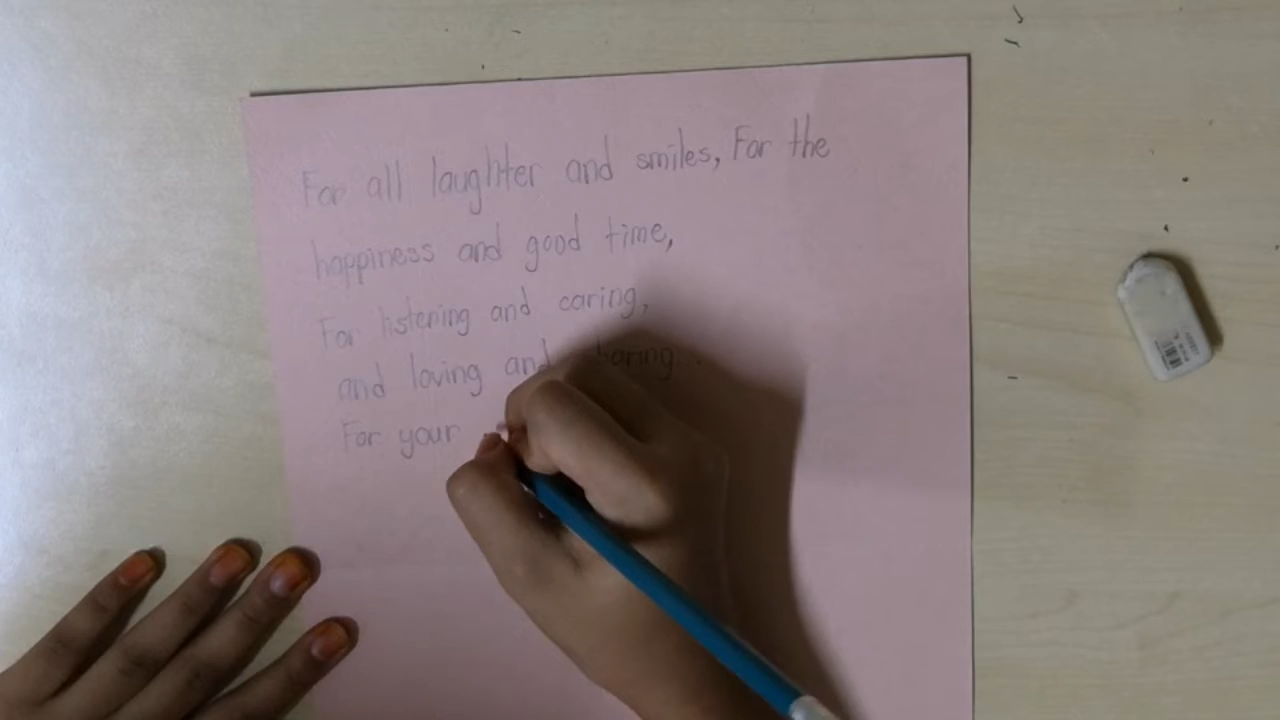 For all laughter and smiles, For the
happiness and good time,
For listening and caring,
and loving and sharing.
For your